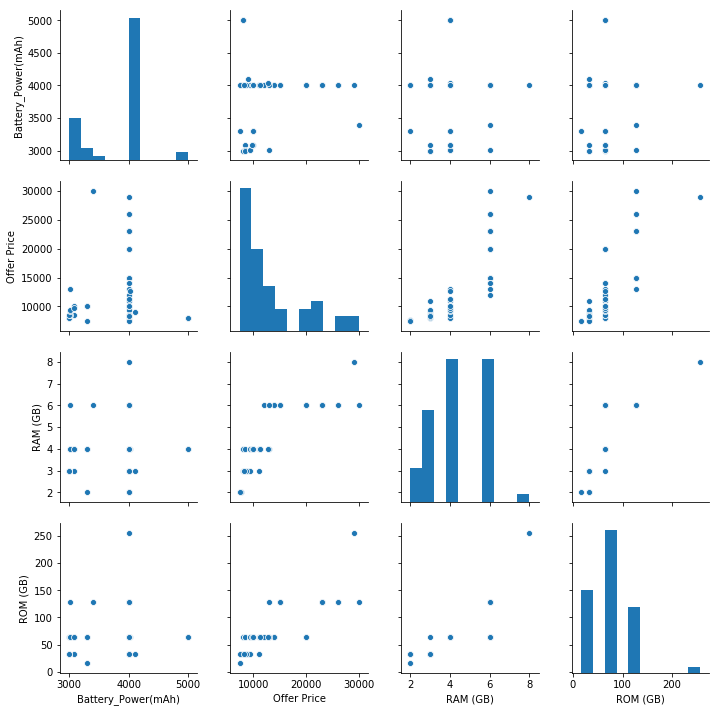 5000
4500
4000
3500
3000
Battery_Power(mAh)
30000
25000
20000
15000
10000
Offer Price
8
7
6
5
4
3
2
RAM (GB)
250
200
150
100
50
0
ROM (GB)
3000 4000 5000
Battery_Power(mAh)
10000 20000 30000
Offer Price
2 4 6 8
RAM (GB)
0 100 200
ROM (GB)